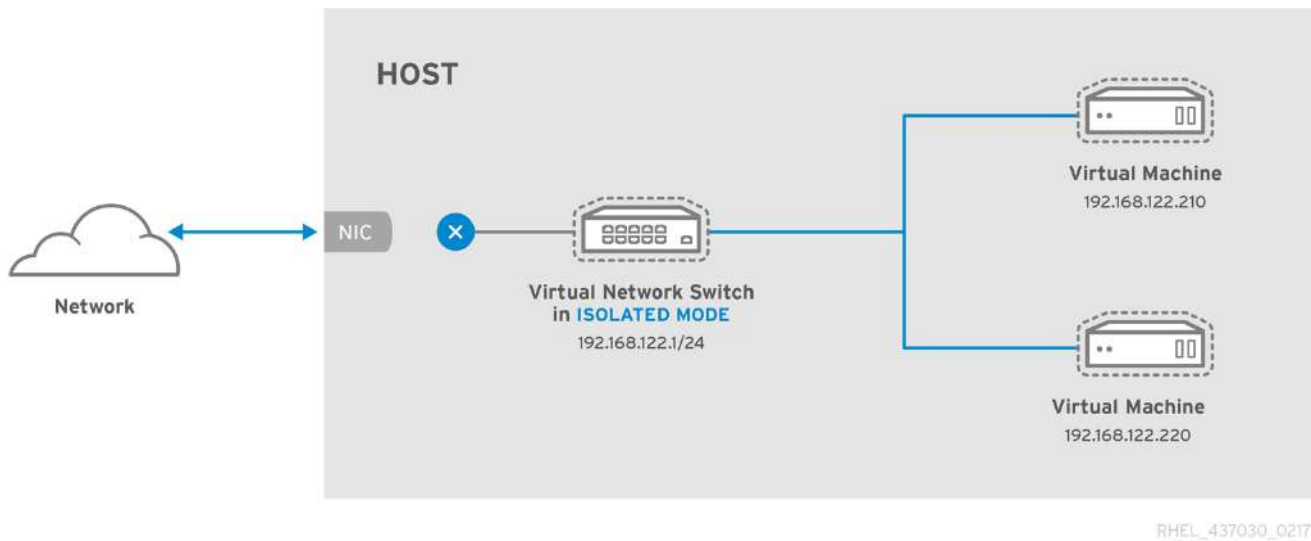 HOST
NIC
Network
Virtual Network Switch
in ISOLATED MODE
192.168.122.1/24
Virtual Machine
192.168.122.210
Virtual Machine
192.168.122.220
RHEL_437030_0217